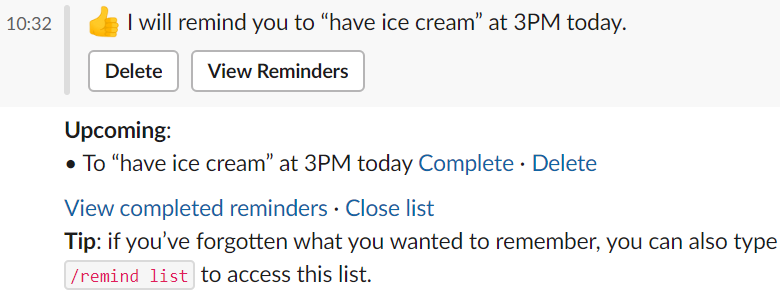 10:32 👍 I will remind you to “have ice cream” at 3PM today.
Delete View Reminders
Upcoming:
• To “have ice cream” at 3PM today Complete · Delete
View completed reminders · Close list
Tip: if you’ve forgotten what you wanted to remember, you can also type
/remind list to access this list.